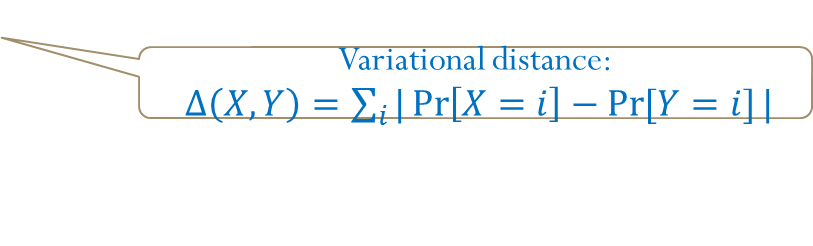 Variational distance:
Δ(𝑋, 𝑌) = ∑ᵢ | Pr[𝑋 = 𝑖] − Pr[𝑌 = 𝑖] |